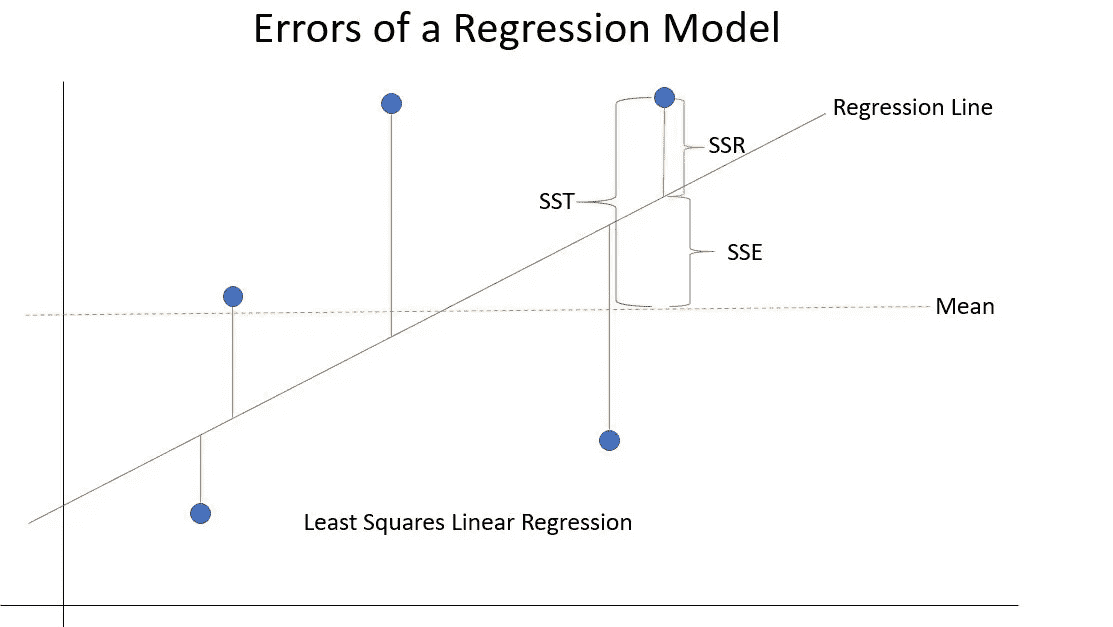 Errors of a Regression Model
Regression Line
SSR
SST
SSE
Mean
Least Squares Linear Regression